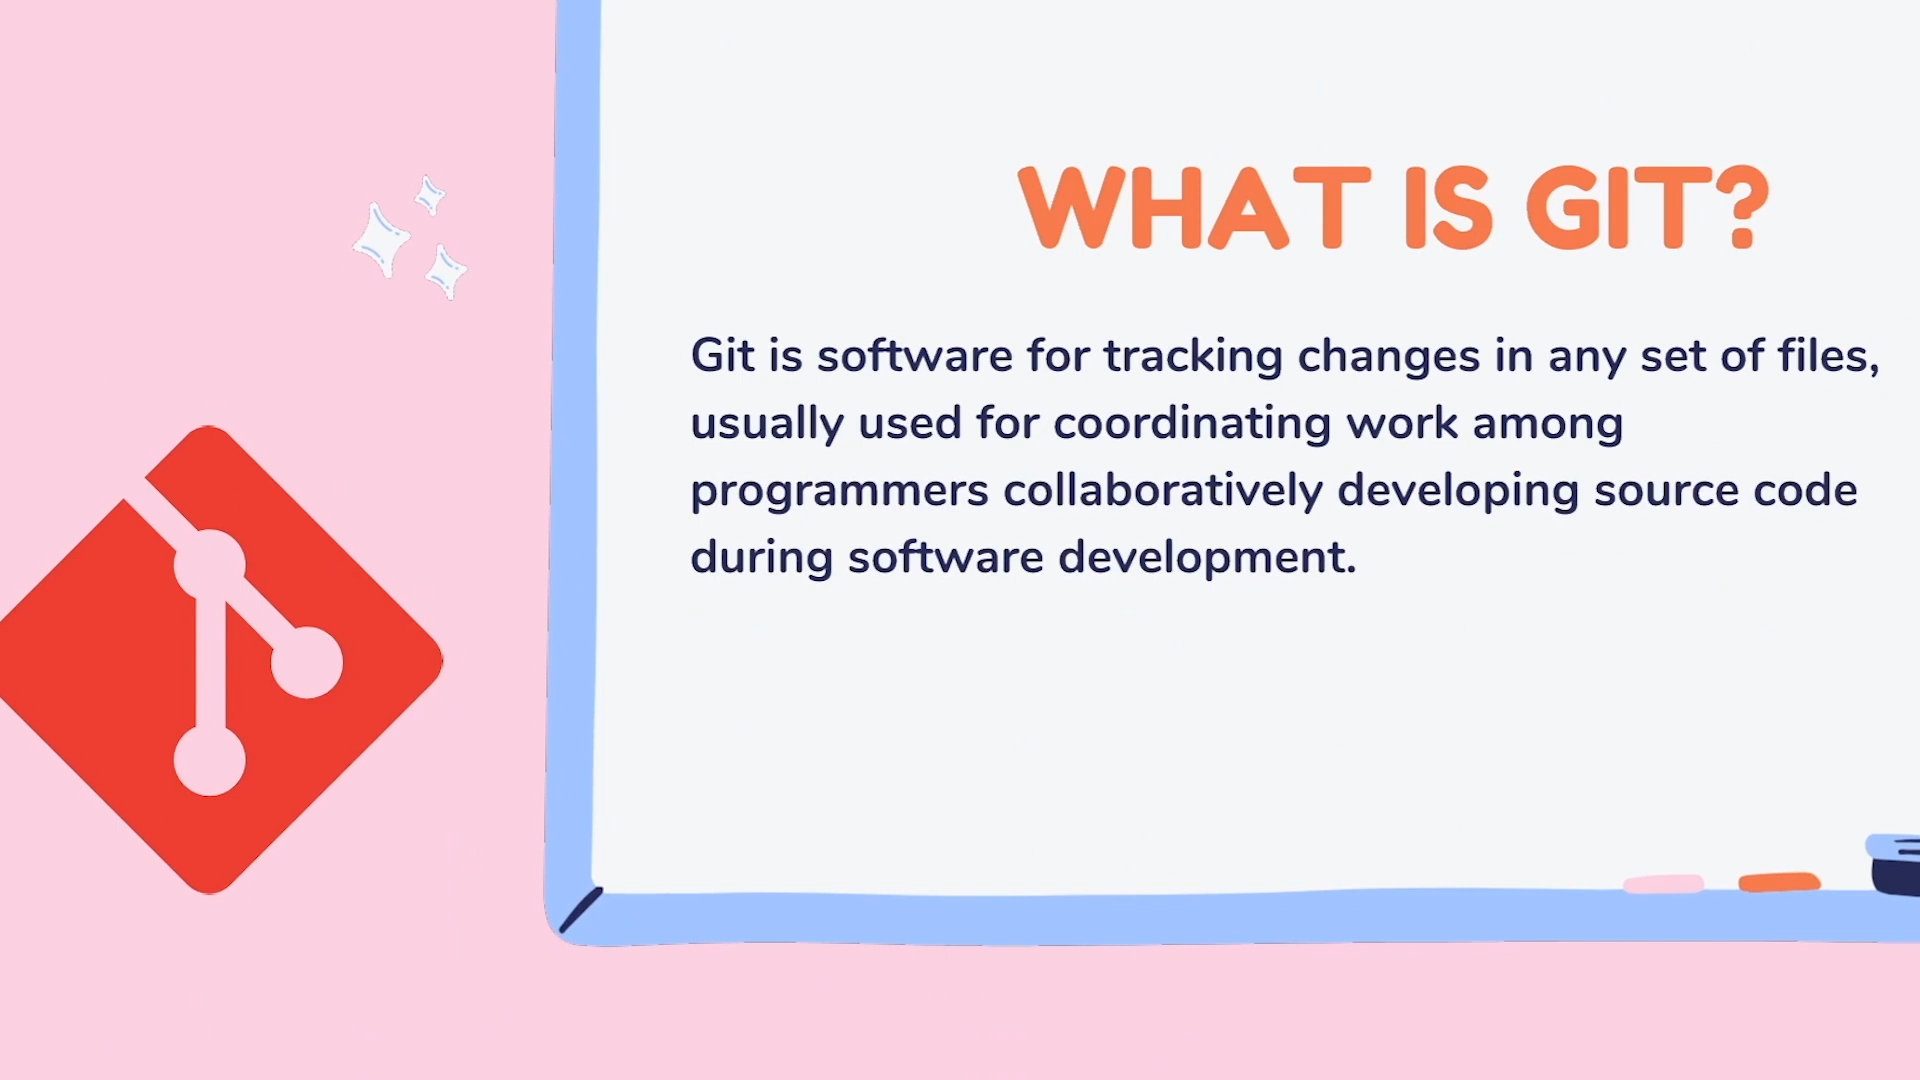 WHAT IS GIT?
Git is software for tracking changes in any set of files,
usually used for coordinating work among
programmers collaboratively developing source code
during software development.